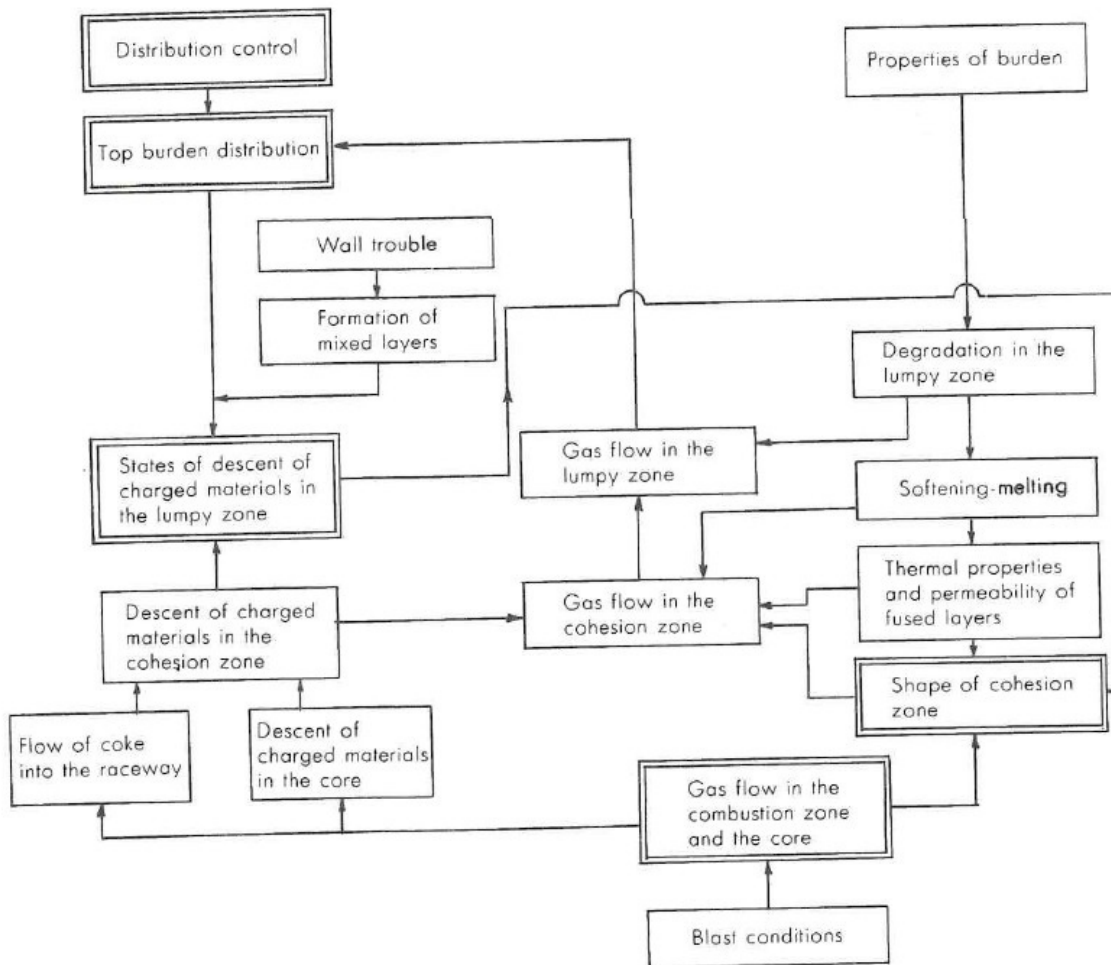 Distribution control
Properties of burden
Top burden distribution
Wall trouble
Formation of
mixed layers
Degradation in the
lumpy zone
States of descent of
charged materials in
the lumpy zone
Gas flow in the
lumpy zone
Softening-melting
Descent of charged
materials in the
cohesion zone
Gas flow in the
cohesion zone
Thermal properties
and permeability of
fused layers
Shape of cohesion
zone
Flow of coke
into the raceway
Descent of
charged materials
in the core
Gas flow in the
combustion zone
and the core
Blast conditions